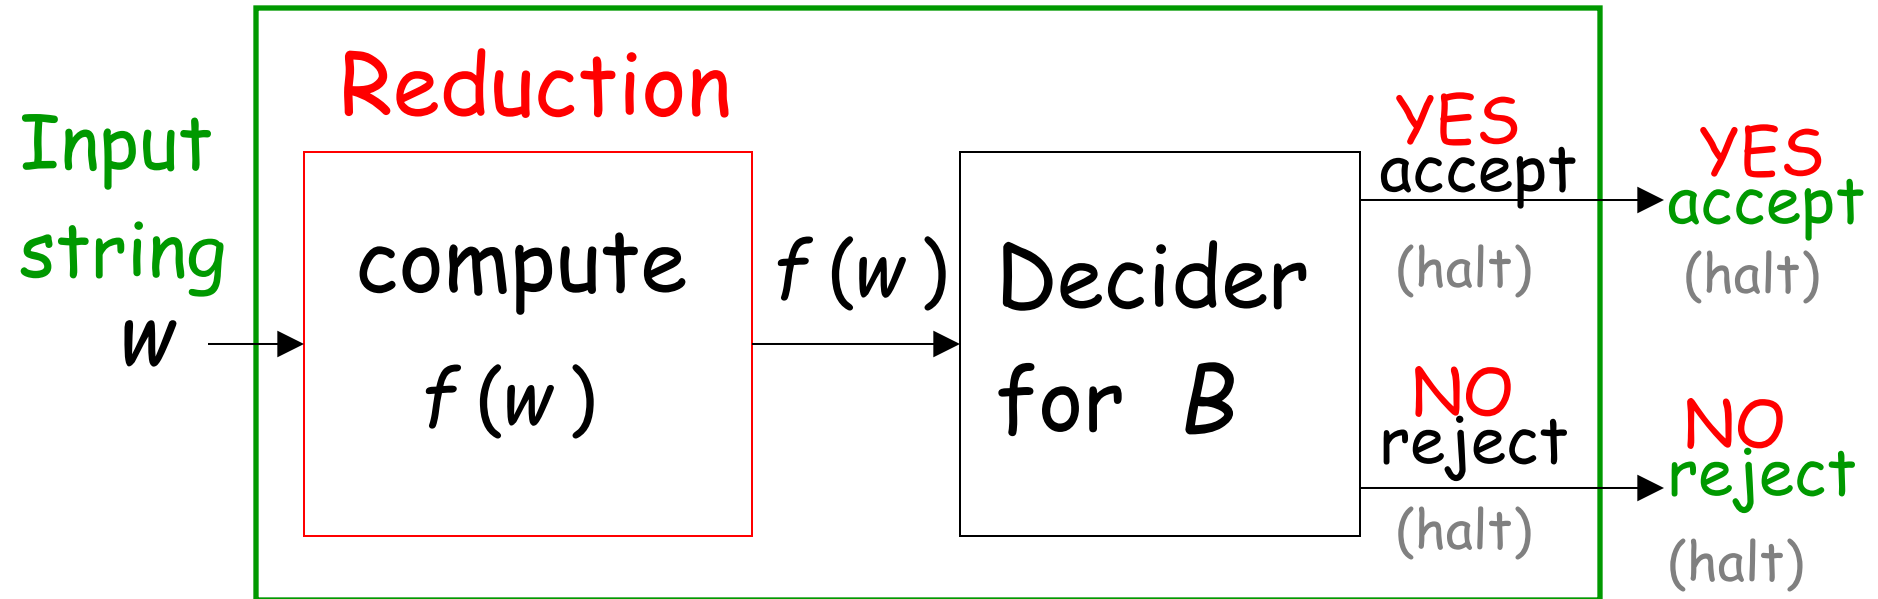 Reduction
Input
string
w
compute
f (w)
f (w)
Decider
for B
YES
accept
(halt)
NO
reject
(halt)
YES
accept
(halt)
NO
reject
(halt)